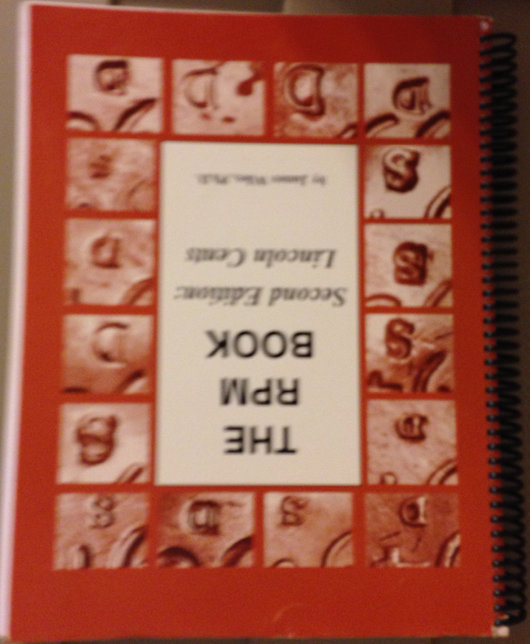 THE
RPM
BOOK
Second Edition:
Lincoln Cents
by James Wiles, Ph.D.